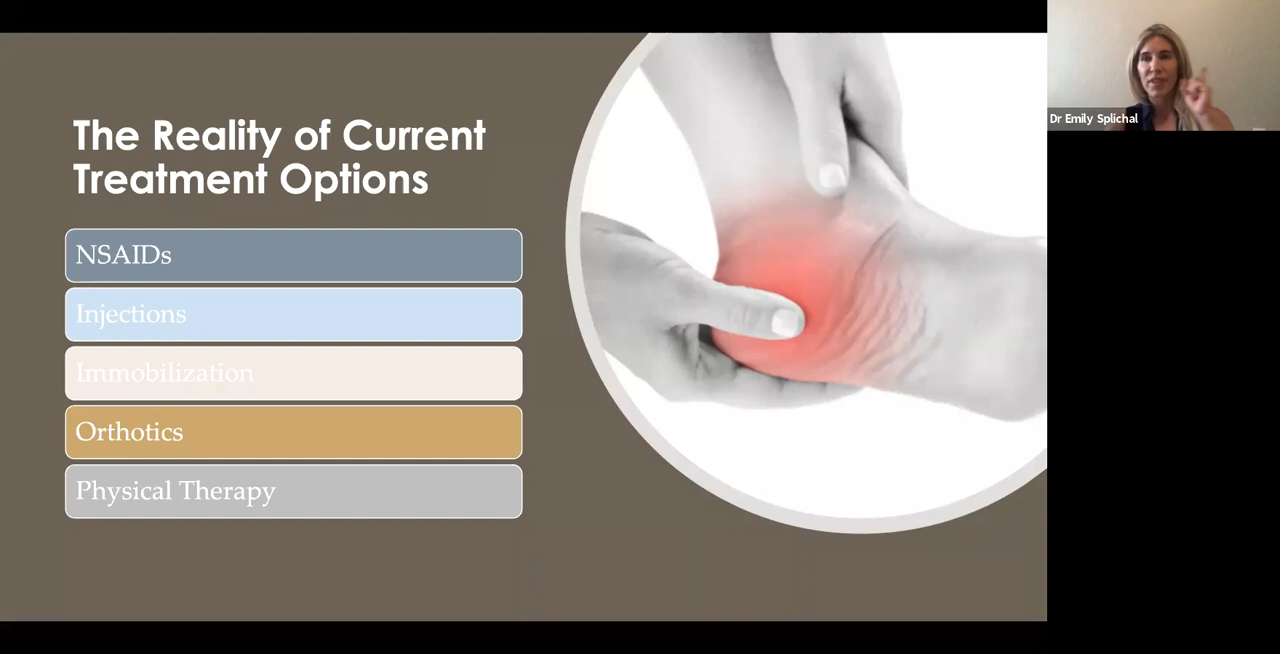 The Reality of Current
Treatment Options
NSAIDs
Injections
Immobilization
Orthotics
Physical Therapy
Dr Emily Splichal